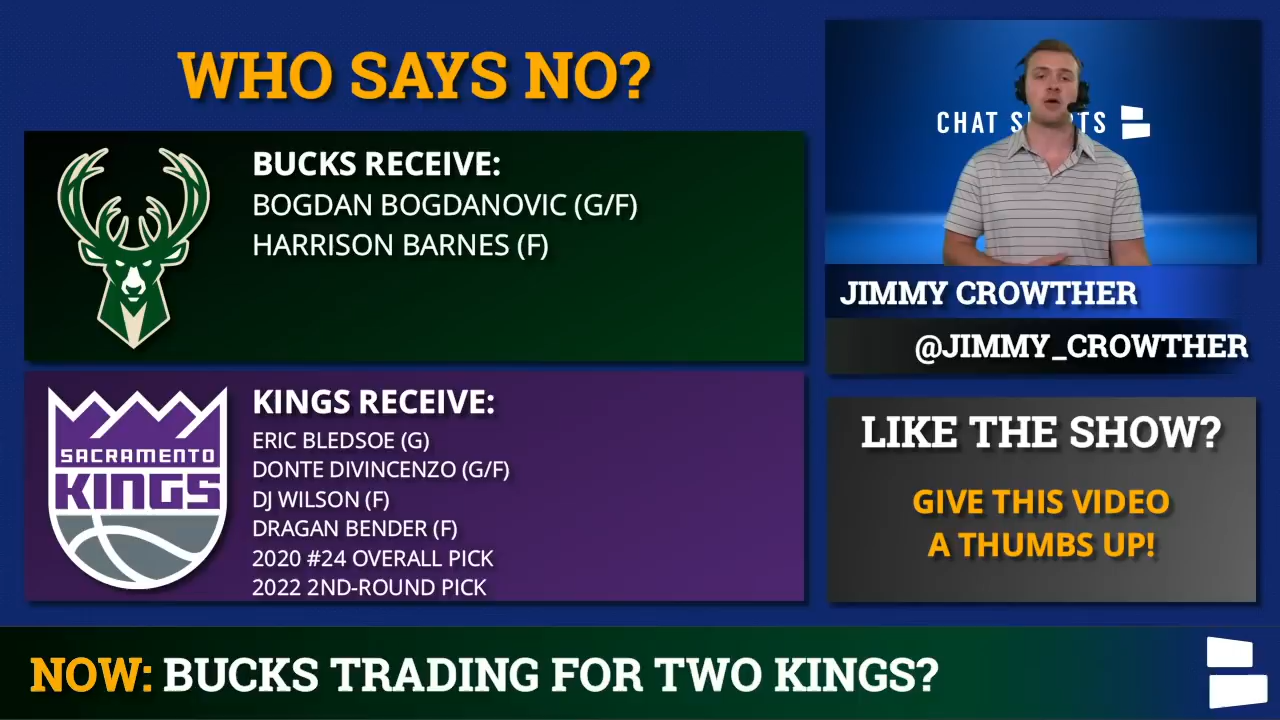 WHO SAYS NO?
BUCKS RECEIVE:
BOGDAN BOGDANOVIC (G/F)
HARRISON BARNES (F)
SACRAMENTO
KINGS
KINGS RECEIVE:
ERIC BLEDSOE (G)
DONTE DIVINCENZO (G/F)
DJ WILSON (F)
DRAGAN BENDER (F)
2020 #24 OVERALL PICK
2022 2ND-ROUND PICK
CHAT S TS
JIMMY CROWTHER
@JIMMY_CROWTHER
LIKE THE SHOW?
GIVE THIS VIDEO
A THUMBS UP!
NOW: BUCKS TRADING FOR TWO KINGS?